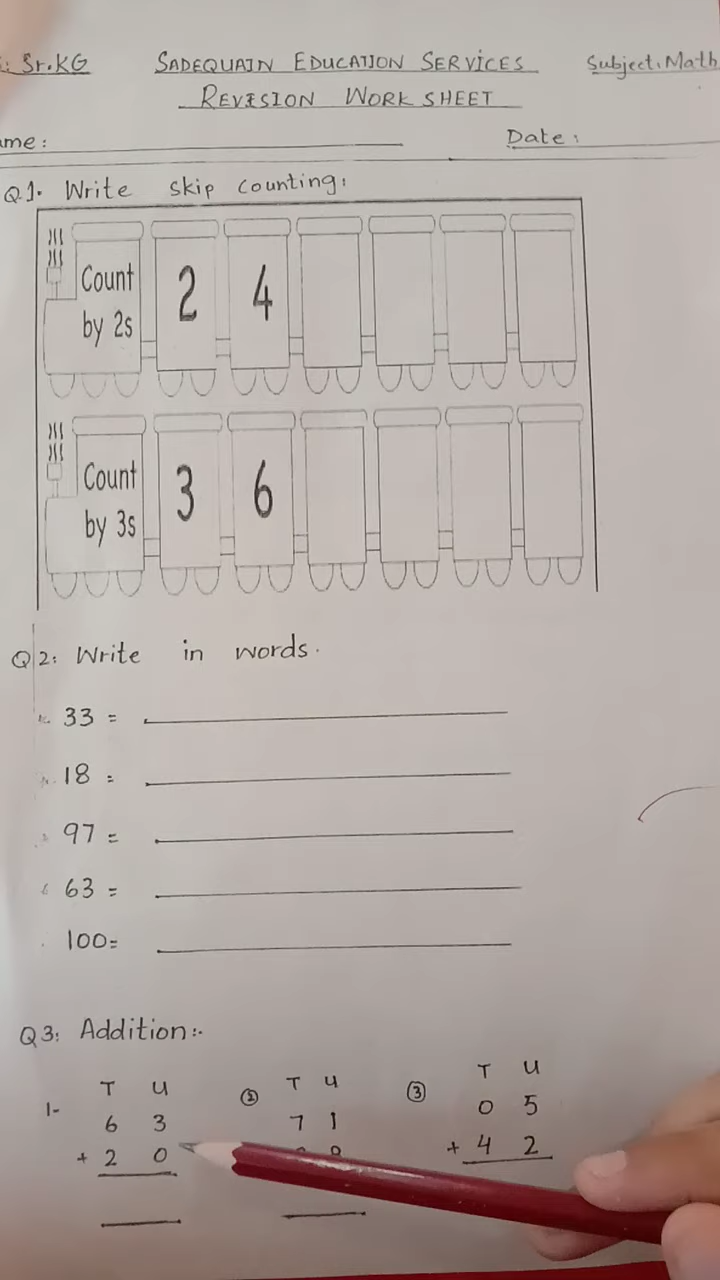 : Sr.KG SADEQUAIN EDUCATION SERVICES Subject: Math
REVISION WORK SHEET
ame: Date:
Q1. Write skip counting:
Count by 2s 2 4
Count by 3s 3 6
Q2: Write in words.
33 =
18 =
97 =
63 =
100=
Q3: Addition:-
1- T U ② T U ③ T U
6 3 7 1 0 5
+ 2 0 + 4 2